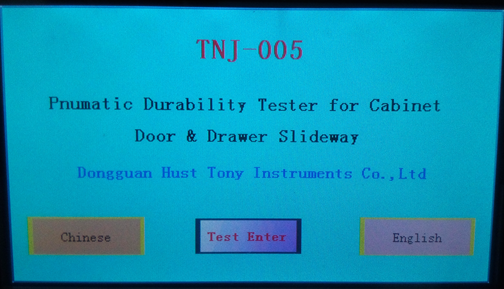 TNJ-005
Pnumatic Durability Tester for Cabinet
Door & Drawer Slideway
Dongguan Hust Tony Instruments Co.,Ltd
Chinese
Test Enter
English